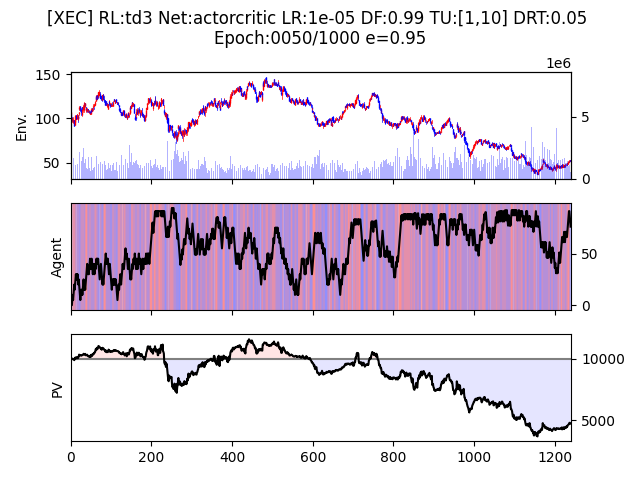 [XEC] RL:td3 Net:actorcritic LR:1e-05 DF:0.99 TU:[1,10] DRT:0.05
Epoch:0050/1000 e=0.95
1e6
150
100
50
Env.
5
0
Agent
50
0
PV
10000
5000
0 200 400 600 800 1000 1200